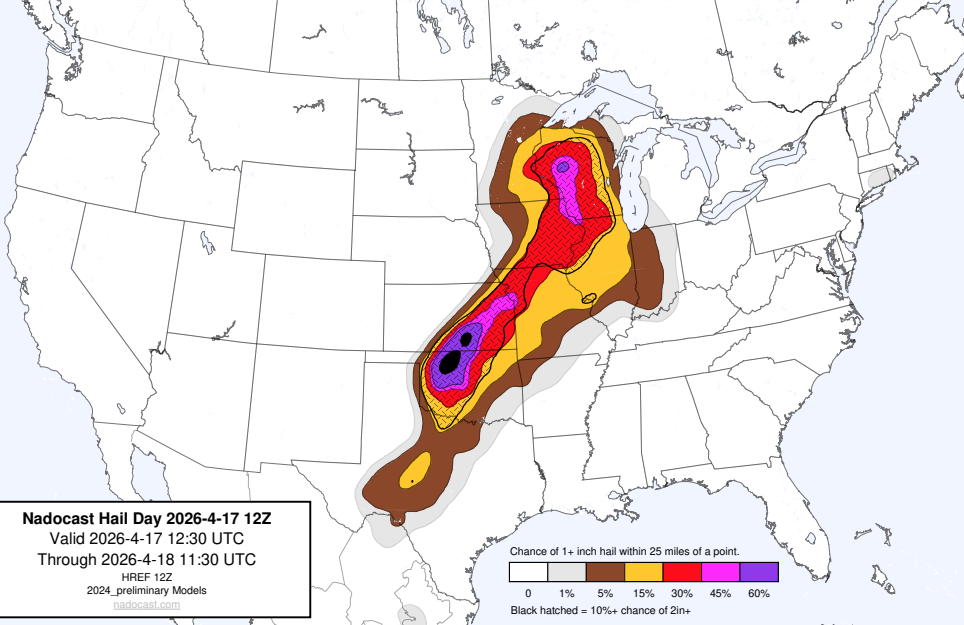 Nadocast Hail Day 2026-4-17 12Z
Valid 2026-4-17 12:30 UTC
Through 2026-4-18 11:30 UTC
HREF 12Z
2024_preliminary Models
nadocast.com
Chance of 1+ inch hail within 25 miles of a point.
0 1% 5% 15% 30% 45% 60%
Black hatched = 10%+ chance of 2in+